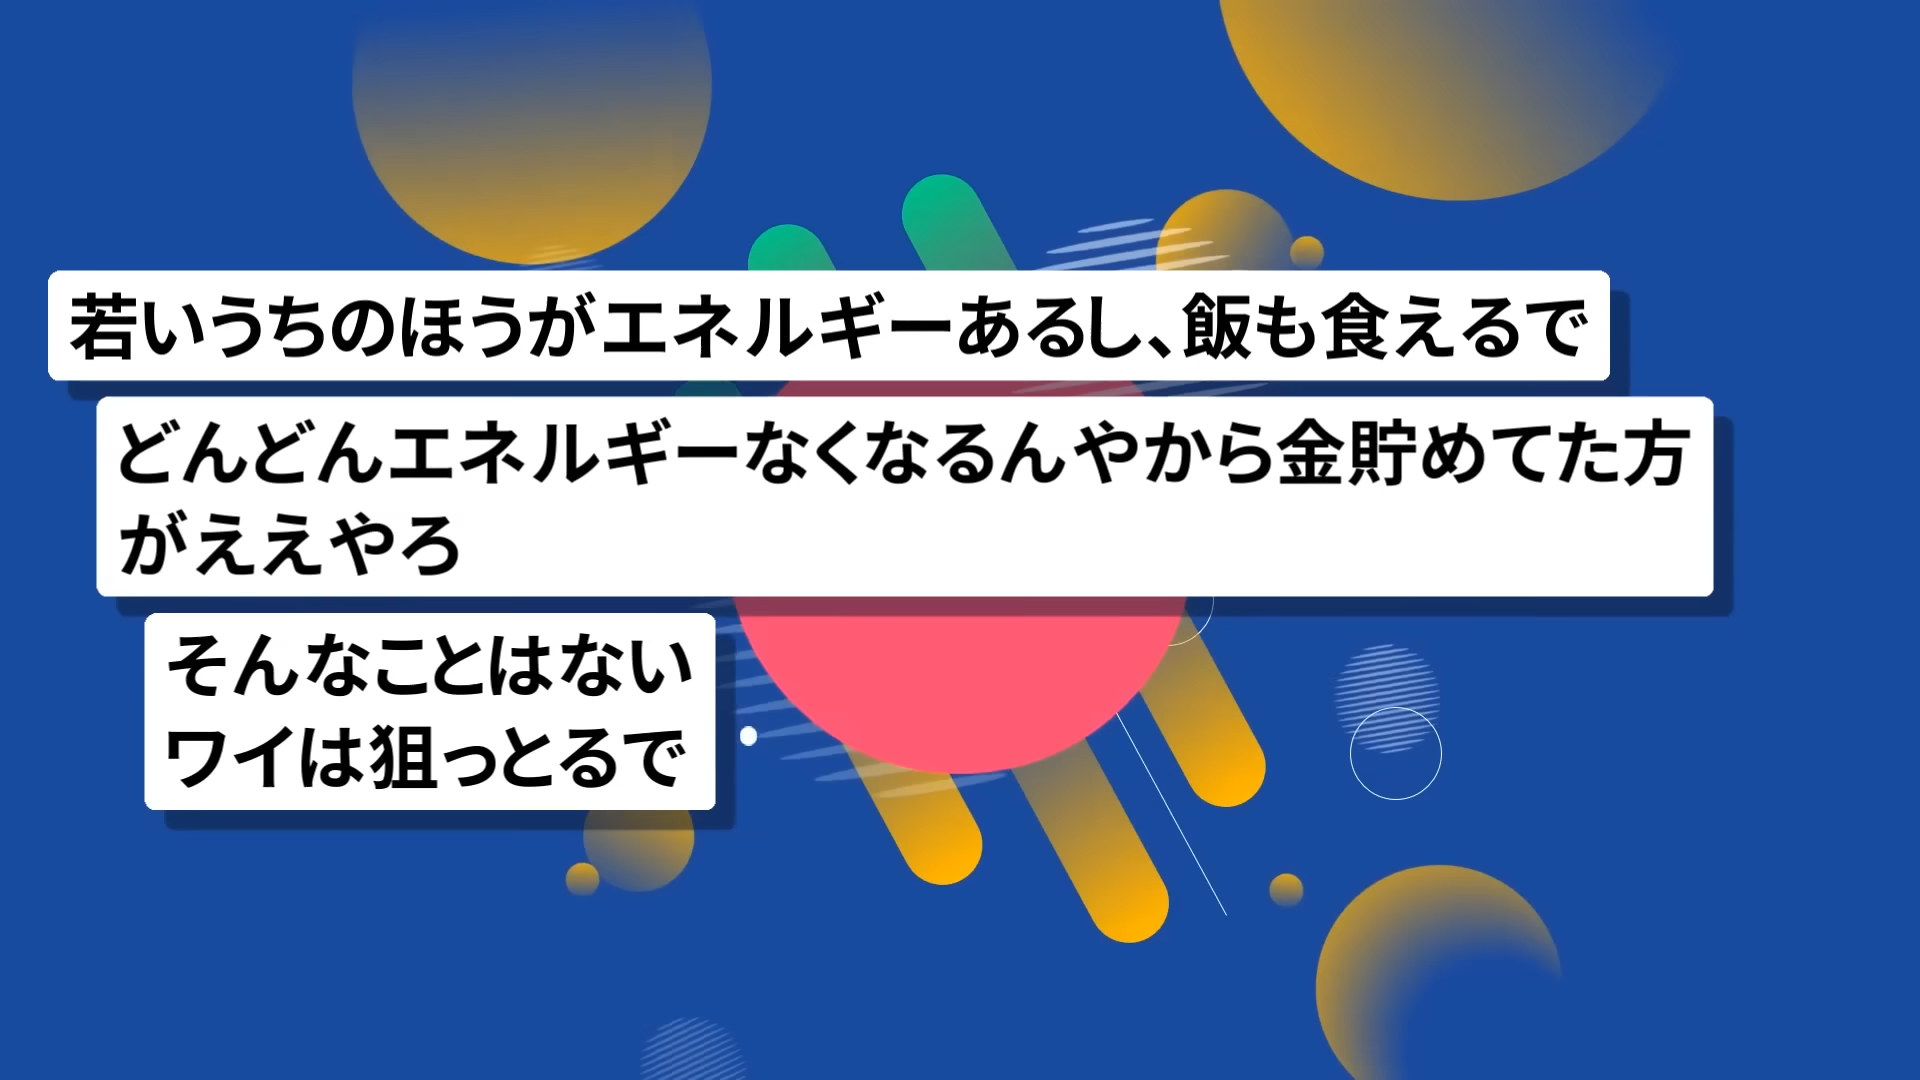 若いうちのほうがエネルギーあるし、飯も食えるで
どんどんエネルギーなくなるんやから金貯めてた方
がええやろ
そんなことはない
ワイは狙っとるで